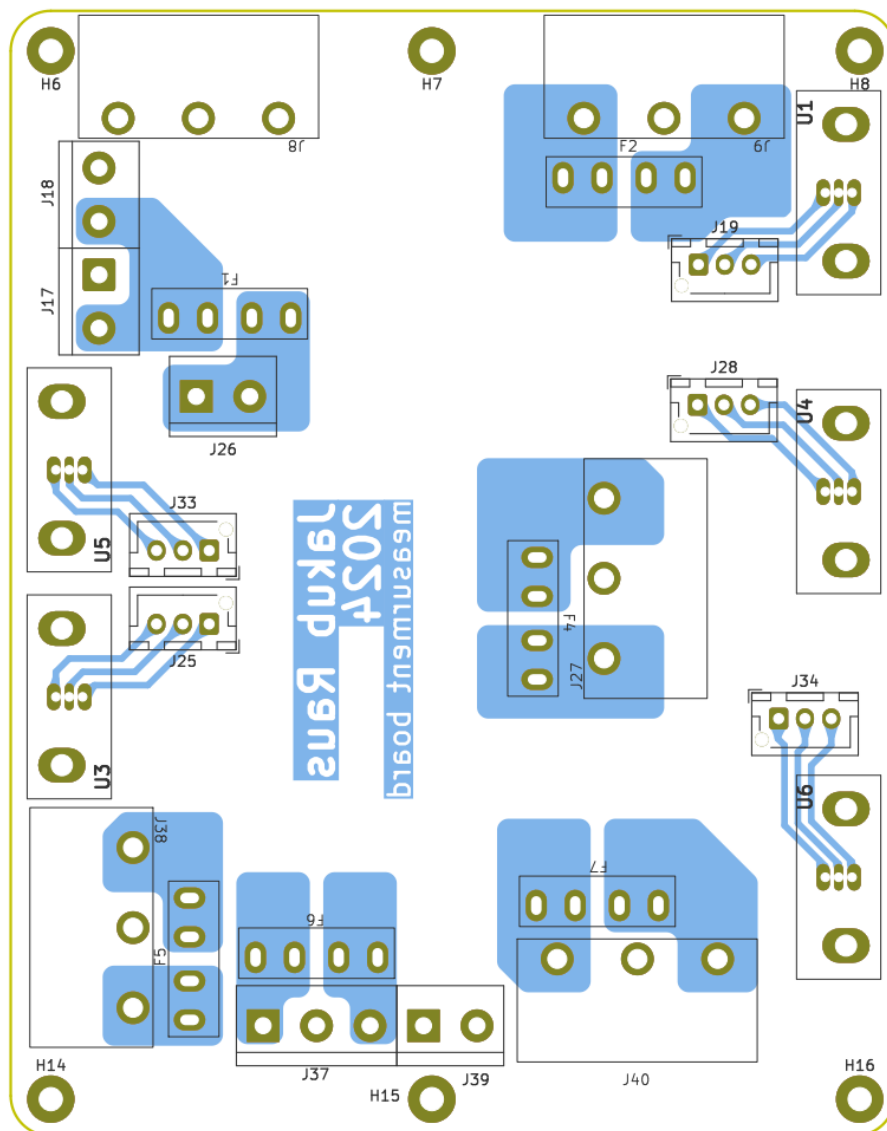 H6
H7
H8
J8
J9
U1
F2
J18
J19
J17
F1
J28
U4
J26
J33
U5
2024
Jakub Raus
measurment board
F4
J27
J25
J34
U3
U6
J38
F7
F6
F5
J37
J39
J40
H14
H15
H16